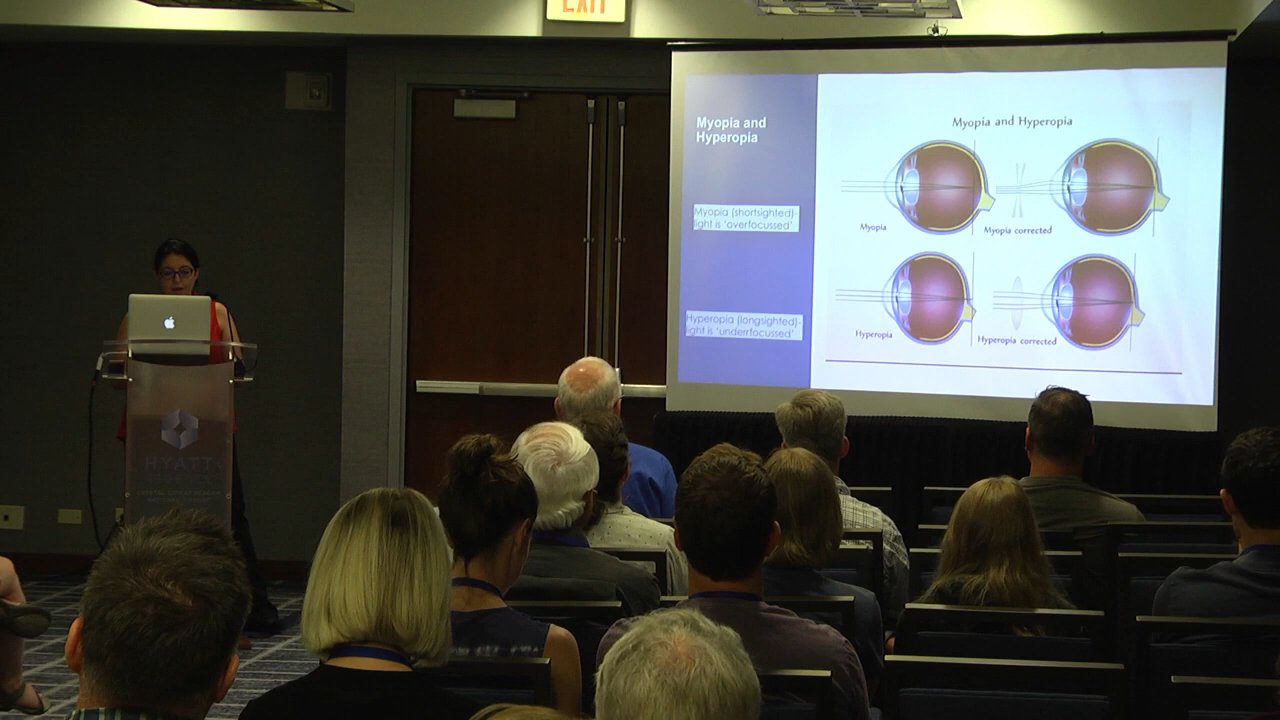 EXIT
Myopia and
Hyperopia
Myopia (shortsighted)-
light is 'overfocussed'
Hyperopia (longsighted)-
light is 'underrfocussed'
Myopia and Hyperopia
Myopia
Myopia corrected
Hyperopia
Hyperopia corrected
HYATT